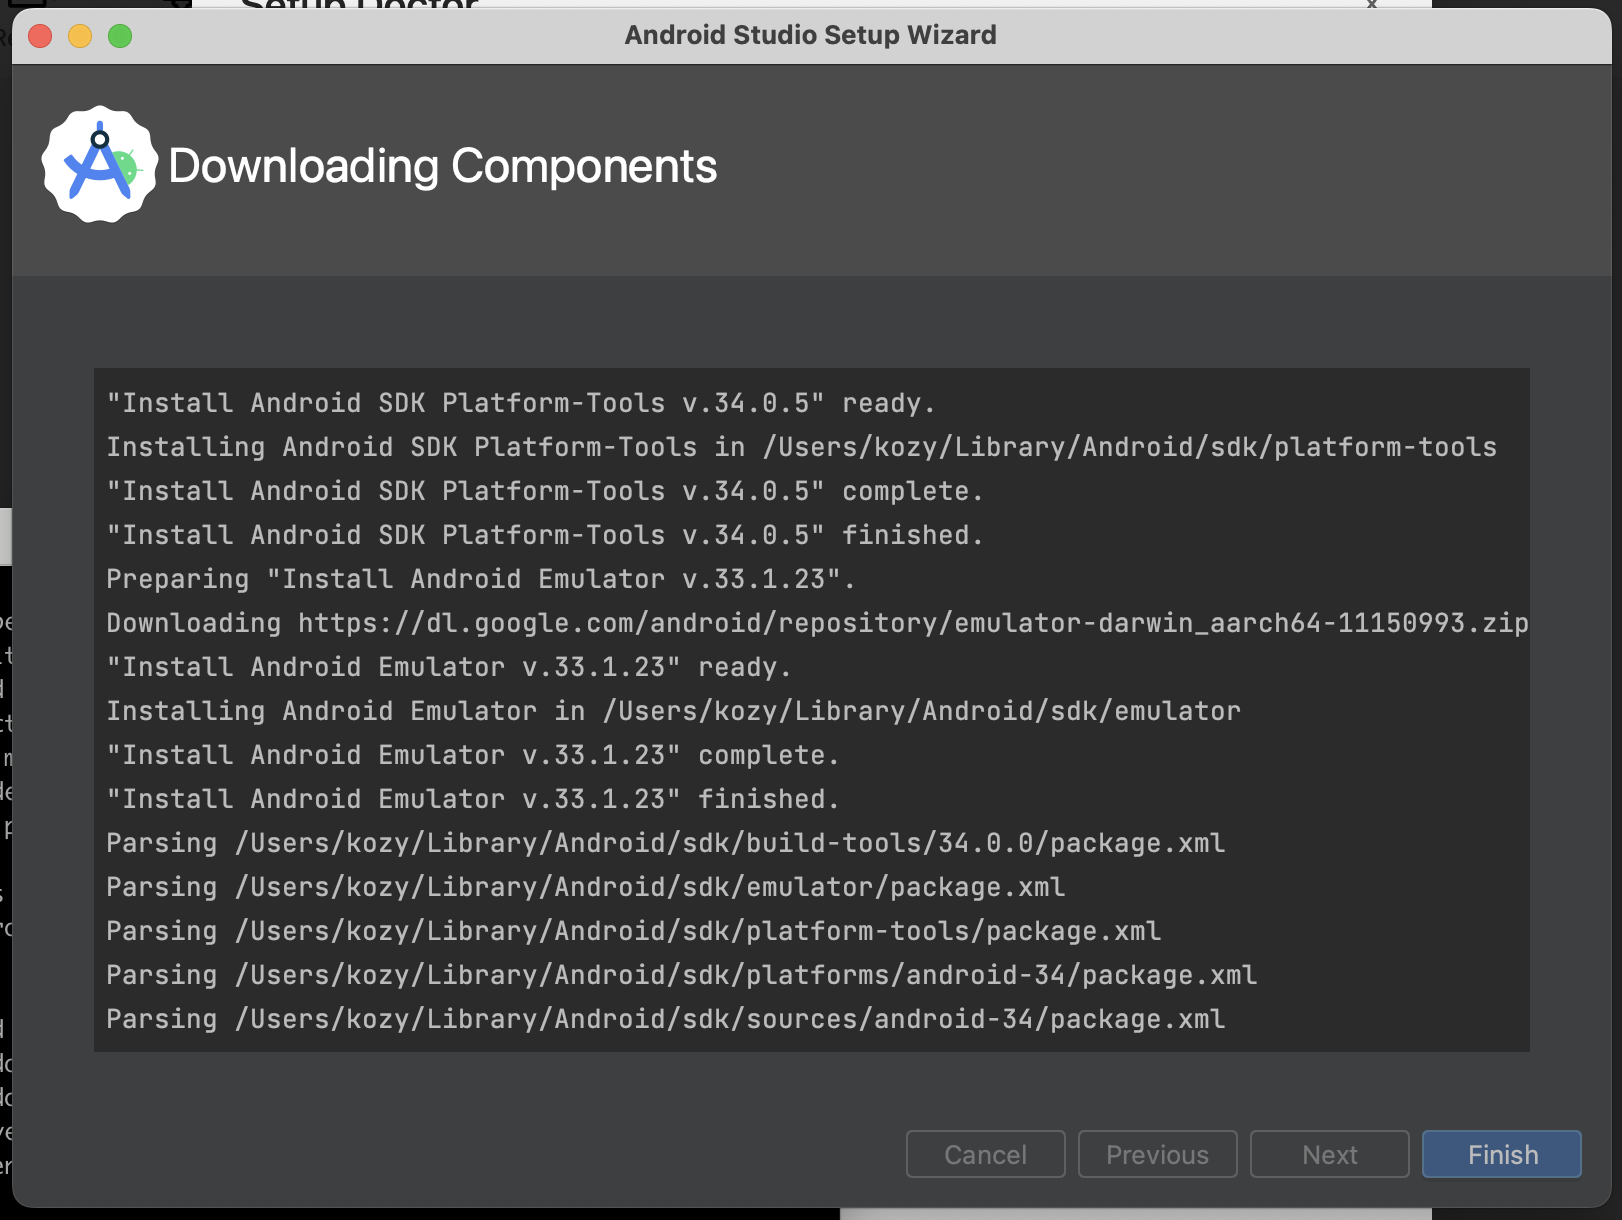 Setup Doctor
Android Studio Setup Wizard
Downloading Components
"Install Android SDK Platform-Tools v.34.0.5" ready.
Installing Android SDK Platform-Tools in /Users/kozy/Library/Android/sdk/platform-tools
"Install Android SDK Platform-Tools v.34.0.5" complete.
"Install Android SDK Platform-Tools v.34.0.5" finished.
Preparing "Install Android Emulator v.33.1.23".
Downloading https://dl.google.com/android/repository/emulator-darwin_aarch64-11150993.zip
"Install Android Emulator v.33.1.23" ready.
Installing Android Emulator in /Users/kozy/Library/Android/sdk/emulator
"Install Android Emulator v.33.1.23" complete.
"Install Android Emulator v.33.1.23" finished.
Parsing /Users/kozy/Library/Android/sdk/build-tools/34.0.0/package.xml
Parsing /Users/kozy/Library/Android/sdk/emulator/package.xml
Parsing /Users/kozy/Library/Android/sdk/platform-tools/package.xml
Parsing /Users/kozy/Library/Android/sdk/platforms/android-34/package.xml
Parsing /Users/kozy/Library/Android/sdk/sources/android-34/package.xml
Cancel Previous Next Finish